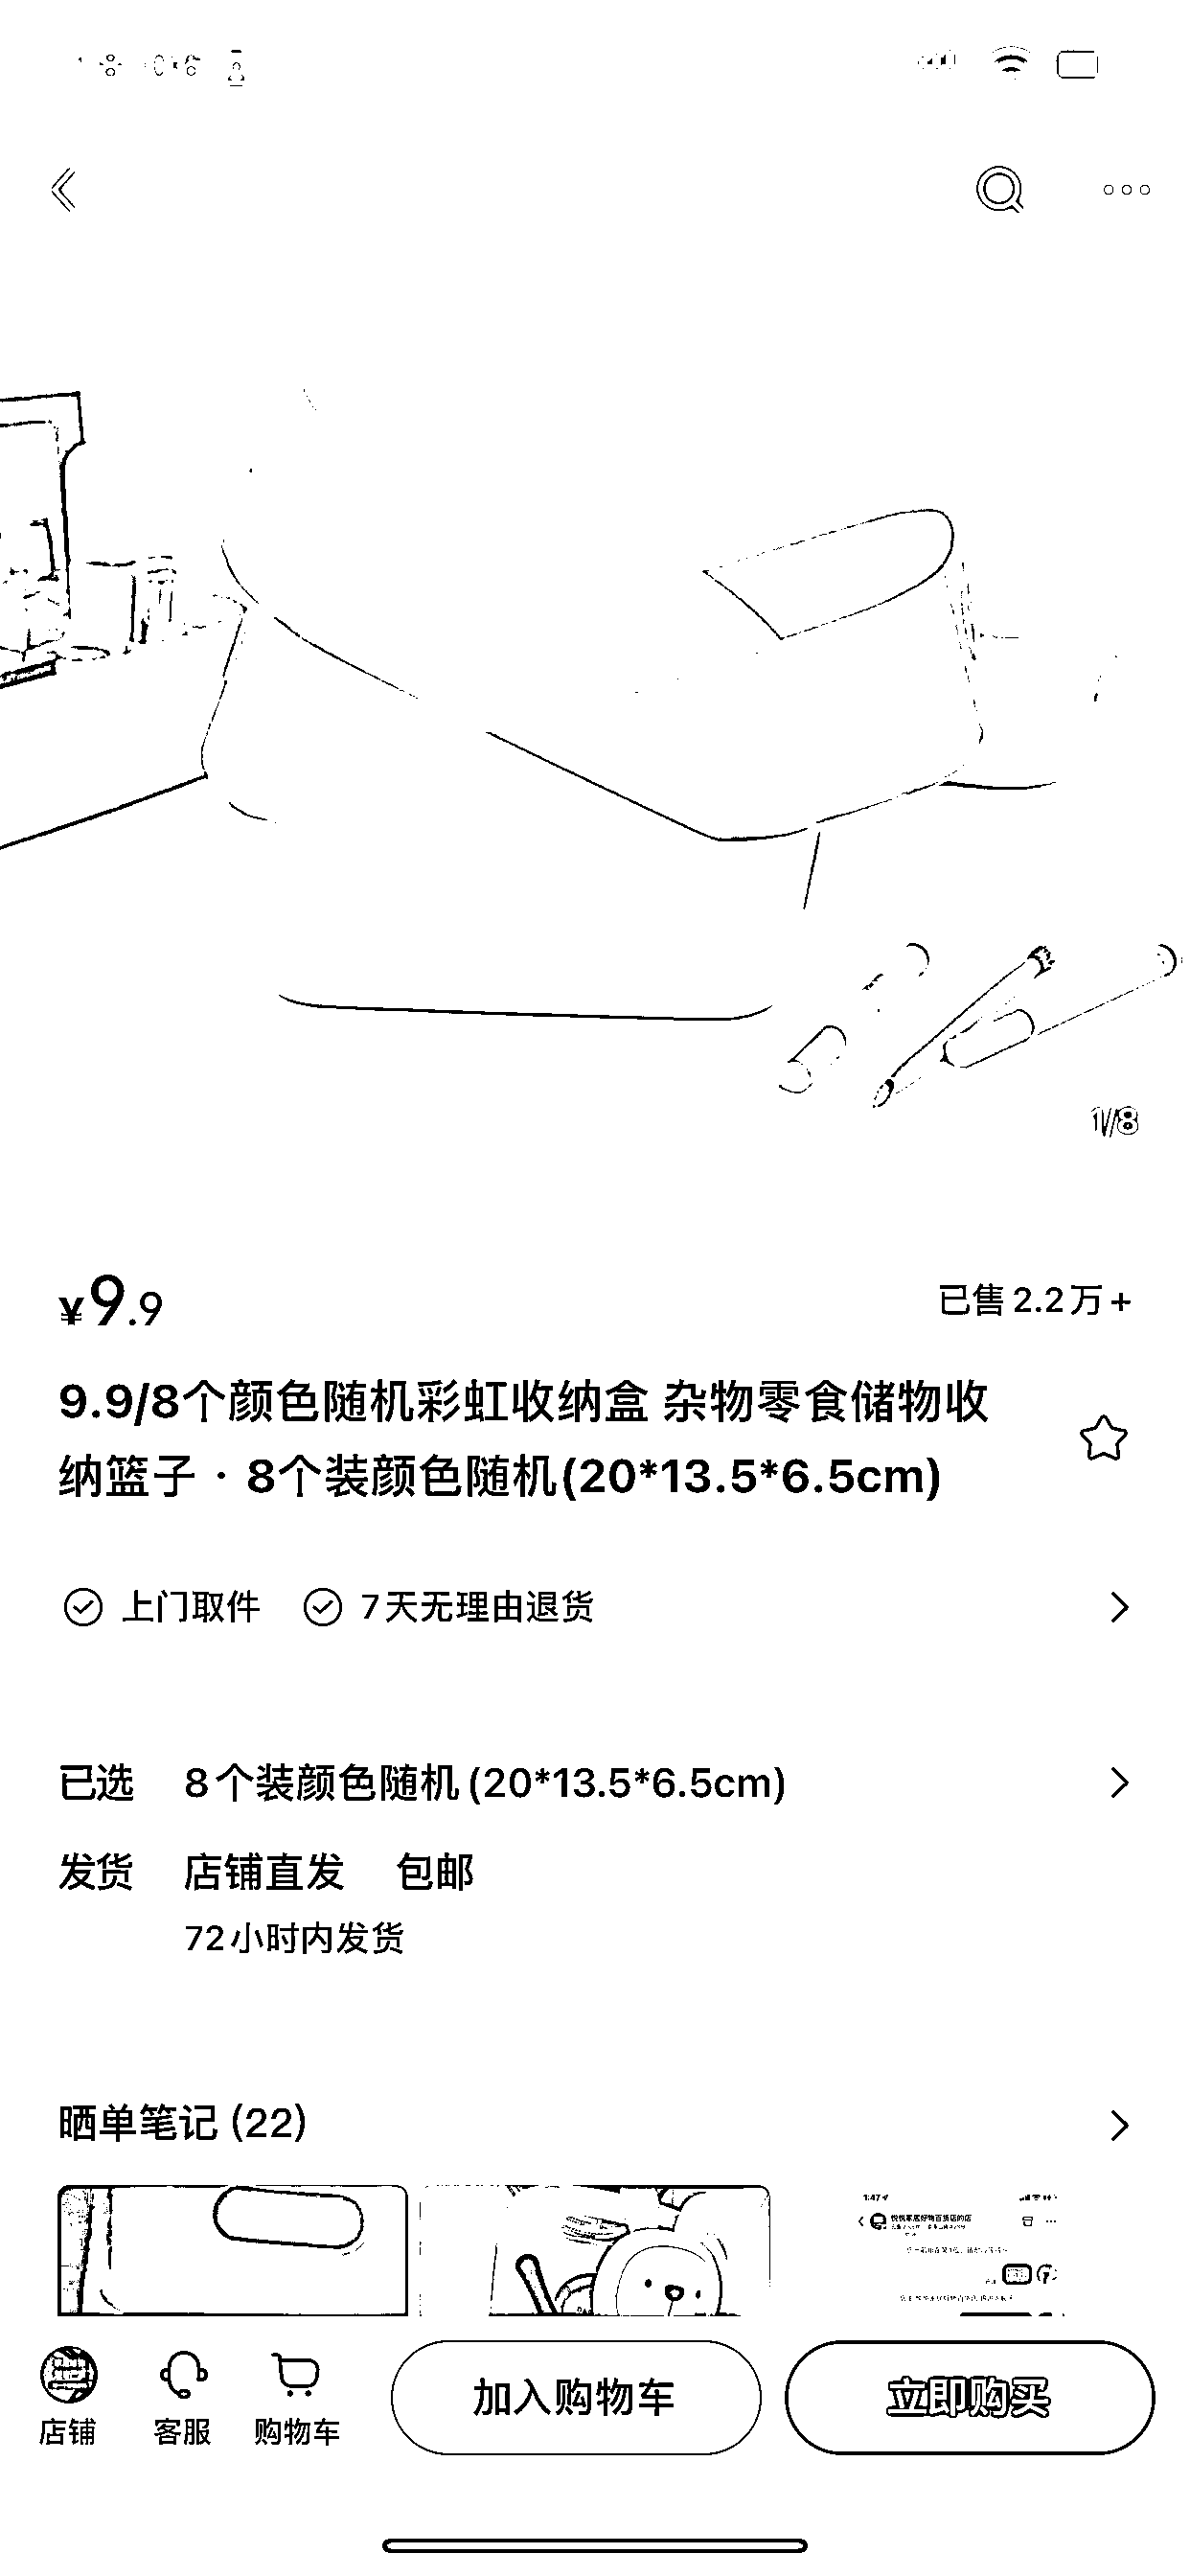 1/8
¥9.9
已售2.2万+
9.9/8个颜色随机彩虹收纳盒 杂物零食储物收
纳篮子 · 8个装颜色随机(20*13.5*6.5cm)
上门取件 7天无理由退货
已选 8个装颜色随机(20*13.5*6.5cm)
发货 店铺直发 包邮
72小时内发货
晒单笔记 (22)
1:47
店铺 客服 购物车 加入购物车 立即购买